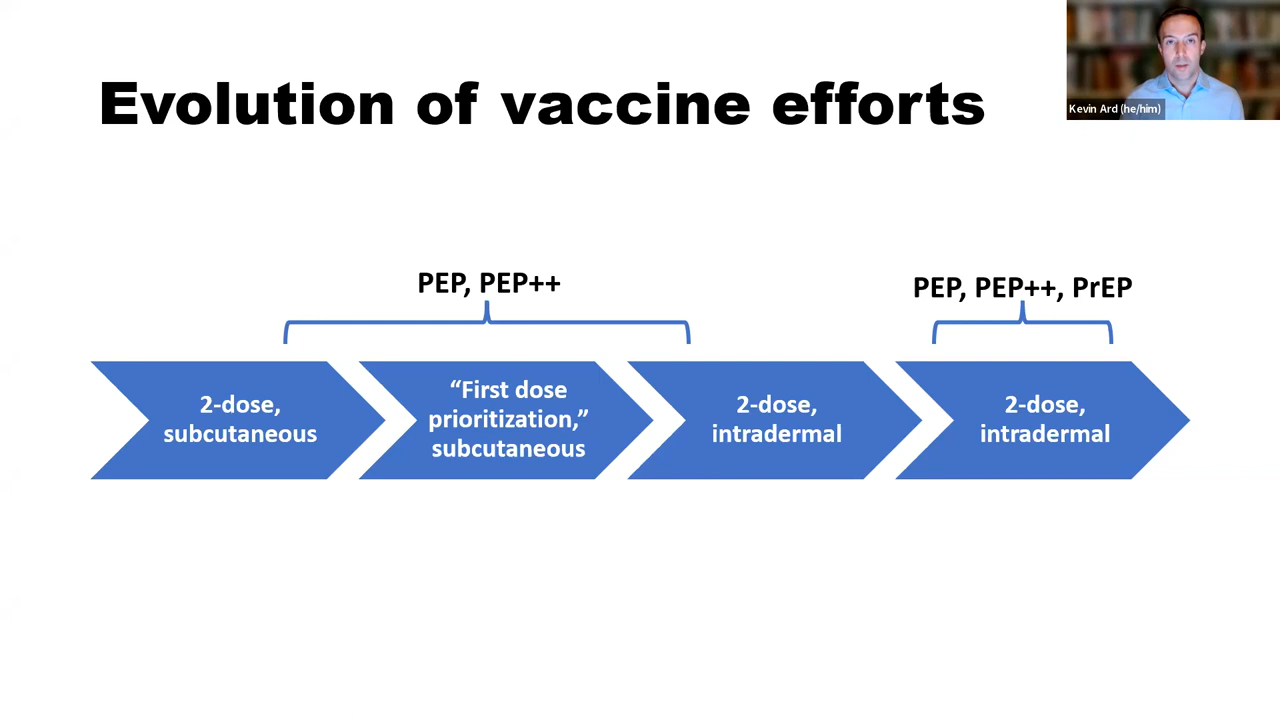 Evolution of vaccine efforts
Kevin Ard (he/him)
PEP, PEP++
PEP, PEP++, PrEP
2-dose,
subcutaneous
“First dose
prioritization,”
subcutaneous
2-dose,
intradermal
2-dose,
intradermal